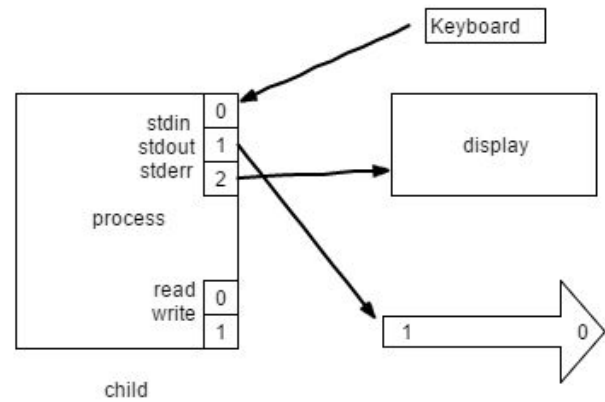 Keyboard
stdin 0
stdout 1
stderr 2
display
process
read 0
write 1
1 0
child